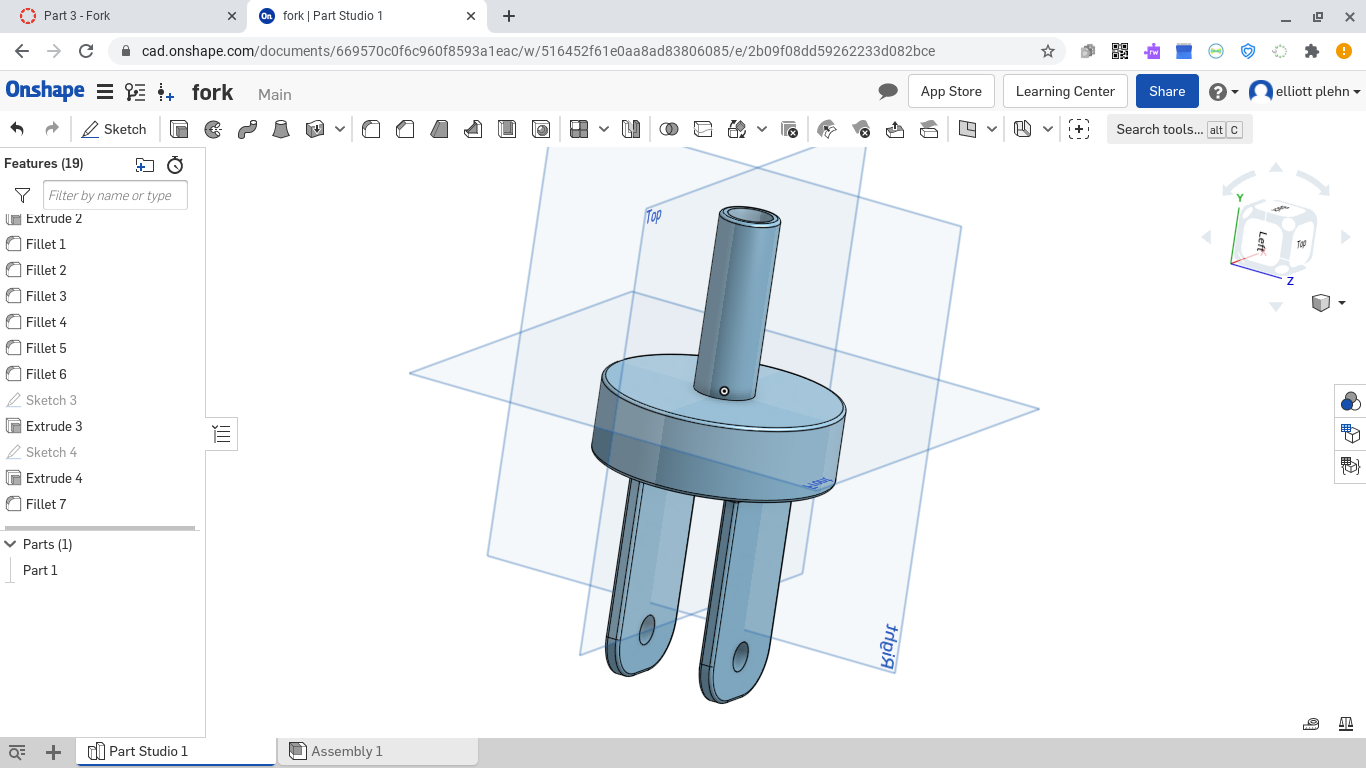 Part 3 - Fork
fork | Part Studio 1
cad.onshape.com/documents/669570c0f6c960f8593a1eac/w/516452f61e0aa8ad83806085/e/2b09f08dd59262233d082bce
Onshape
fork
Main
App Store
Learning Center
Share
elliott plehn
Sketch
Search tools...
alt
C
Features (19)
Filter by name or type
Extrude 2
Fillet 1
Fillet 2
Fillet 3
Fillet 4
Fillet 5
Fillet 6
Sketch 3
Extrude 3
Sketch 4
Extrude 4
Fillet 7
Parts (1)
Part 1
Top
Front
Right
Y
Left
Top
X
Z
Part Studio 1
Assembly 1